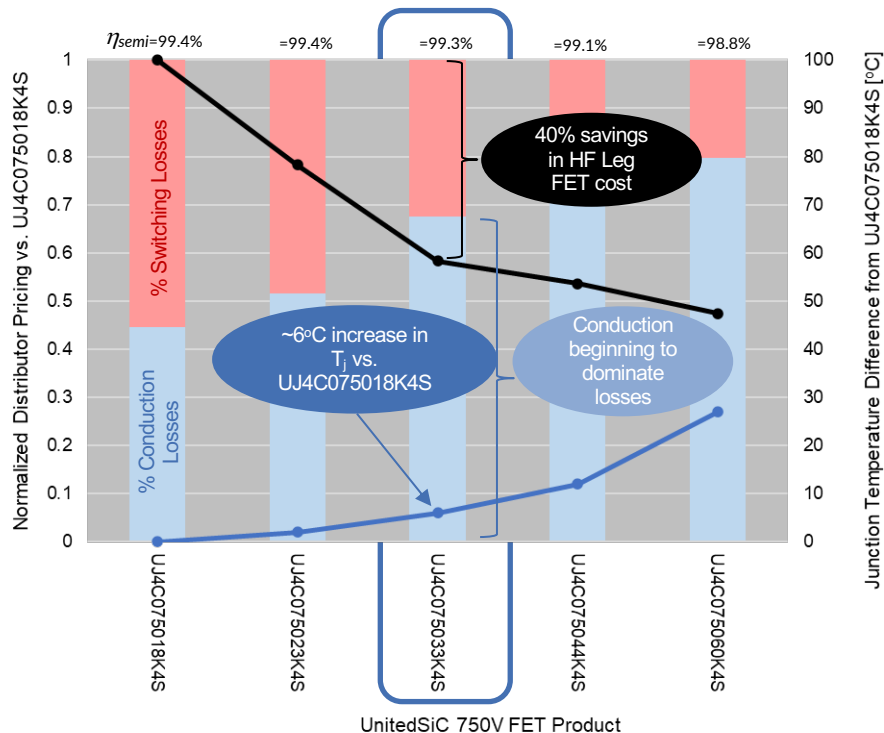 ηsemi=99.4%
=99.4%
=99.3%
=99.1%
=98.8%
Normalized Distributor Pricing vs. UJ4C075018K4S
1
0.9
0.8
0.7
0.6
0.5
0.4
0.3
0.2
0.1
0
% Switching Losses
% Conduction
Losses
40% savings
in HF Leg
FET cost
~6oC increase in
Tj vs.
UJ4C075018K4S
Conduction
beginning to
dominate
losses
100
90
80
70
60
50
40
30
20
10
0
Junction Temperature Difference from UJ4C075018K4S [oC]
UJ4C075018K4S
UJ4C075023K4S
UJ4C075033K4S
UJ4C075044K4S
UJ4C075060K4S
UnitedSiC 750V FET Product